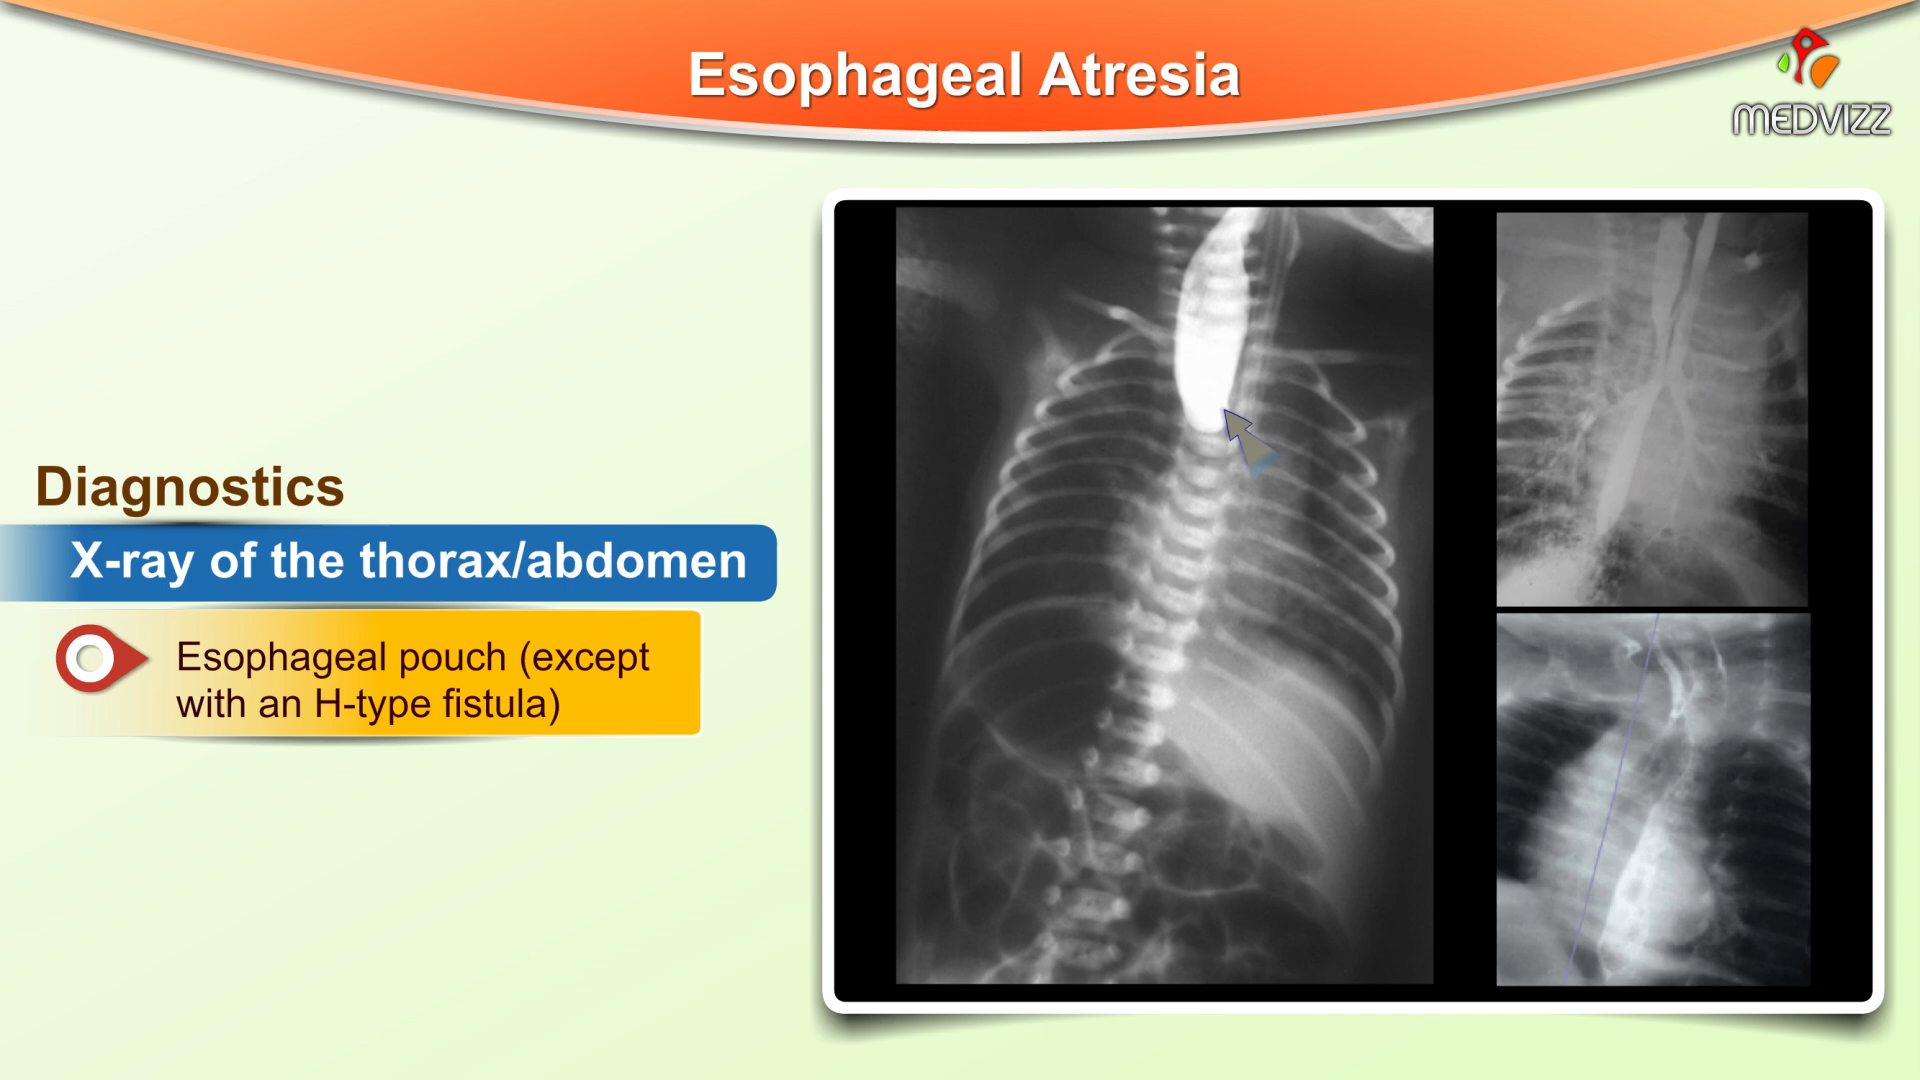 Esophageal Atresia
MEDVIZZ
Diagnostics
X-ray of the thorax/abdomen
Esophageal pouch (except
with an H-type fistula)